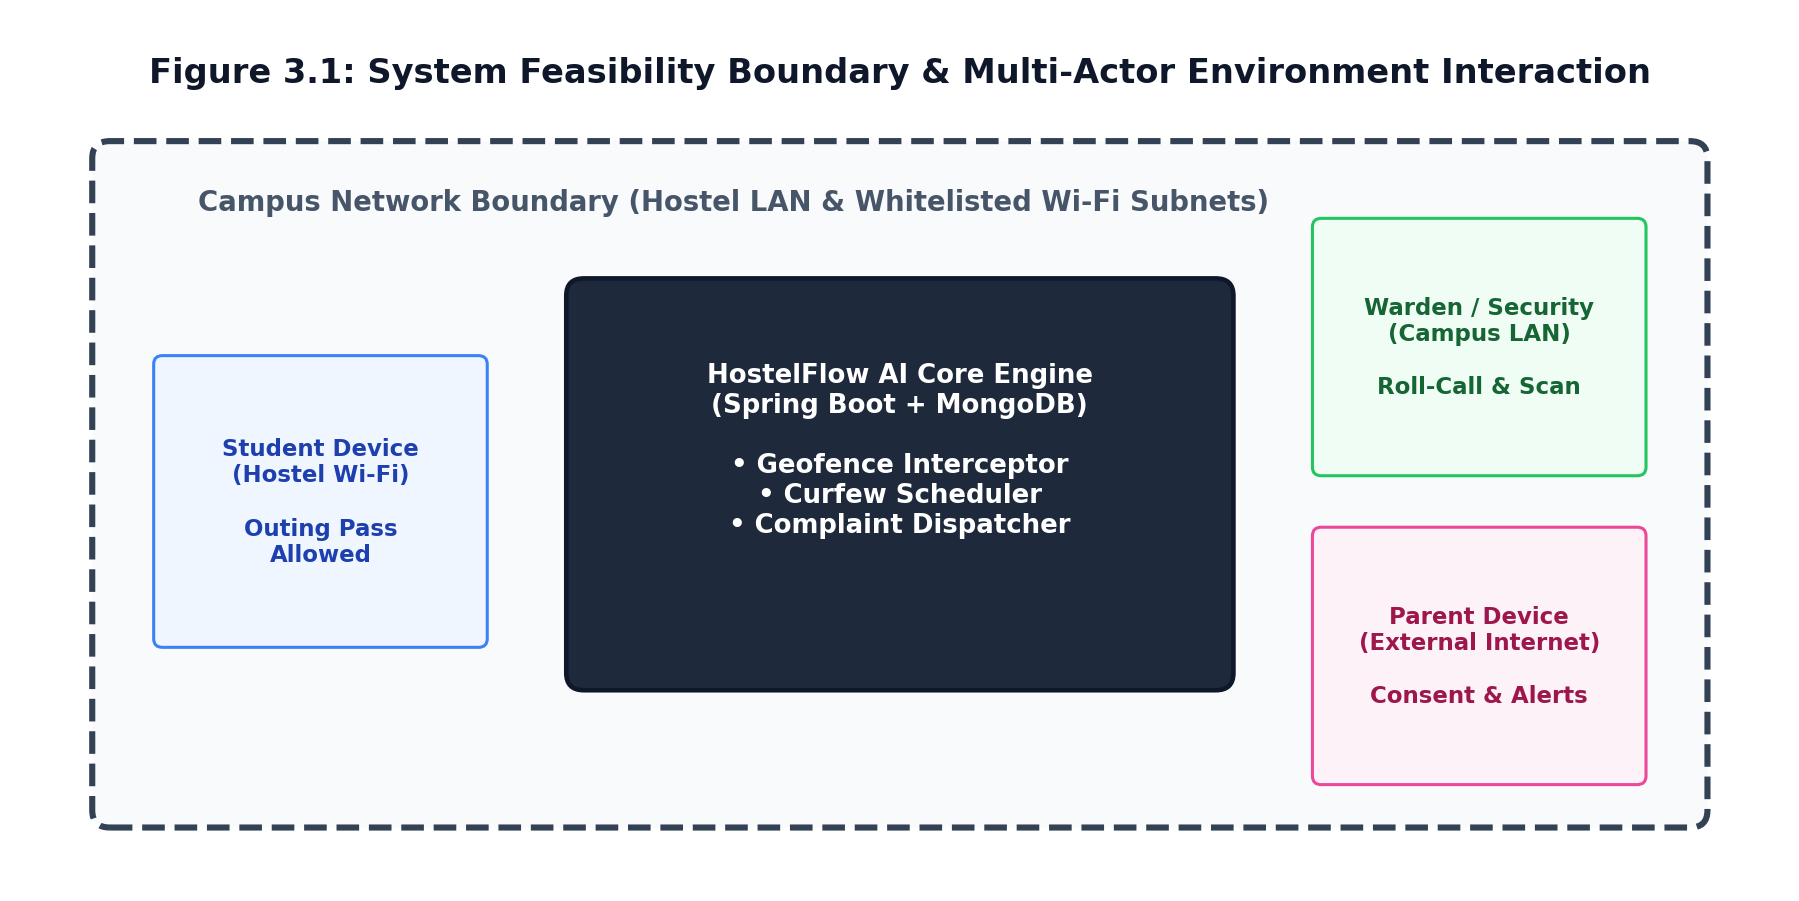 Figure 3.1: System Feasibility Boundary & Multi-Actor Environment Interaction
Campus Network Boundary (Hostel LAN & Whitelisted Wi-Fi Subnets)
Student Device
(Hostel Wi-Fi)
Outing Pass
Allowed
HostelFlow AI Core Engine
(Spring Boot + MongoDB)
• Geofence Interceptor
• Curfew Scheduler
• Complaint Dispatcher
Warden / Security
(Campus LAN)
Roll-Call & Scan
Parent Device
(External Internet)
Consent & Alerts